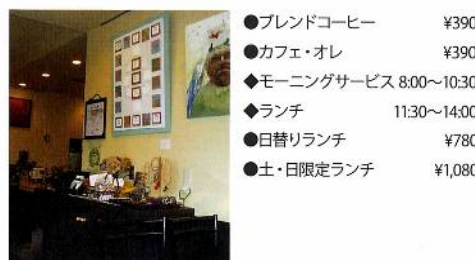 ●ブレンドコーヒー ¥390
●カフェ・オレ ¥390
◆モーニングサービス 8:00〜10:30
◆ランチ 11:30〜14:00
●日替りランチ ¥780
●土・日限定ランチ ¥1,080